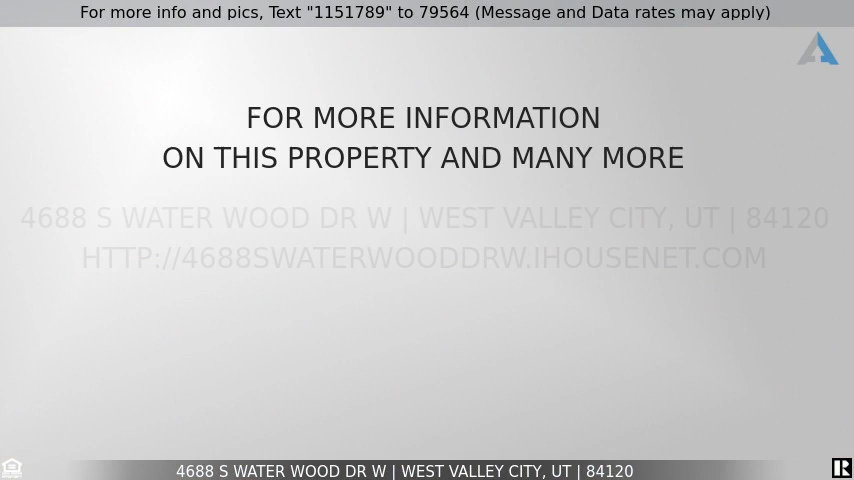 For more info and pics, Text "1151789" to 79564 (Message and Data rates may apply)
FOR MORE INFORMATION
ON THIS PROPERTY AND MANY MORE
4688 S WATER WOOD DR W | WEST VALLEY CITY, UT | 84120
HTTP://4688SWATERWOODDRW.IHOUSENET.COM
4688 S WATER WOOD DR W | WEST VALLEY CITY, UT | 84120